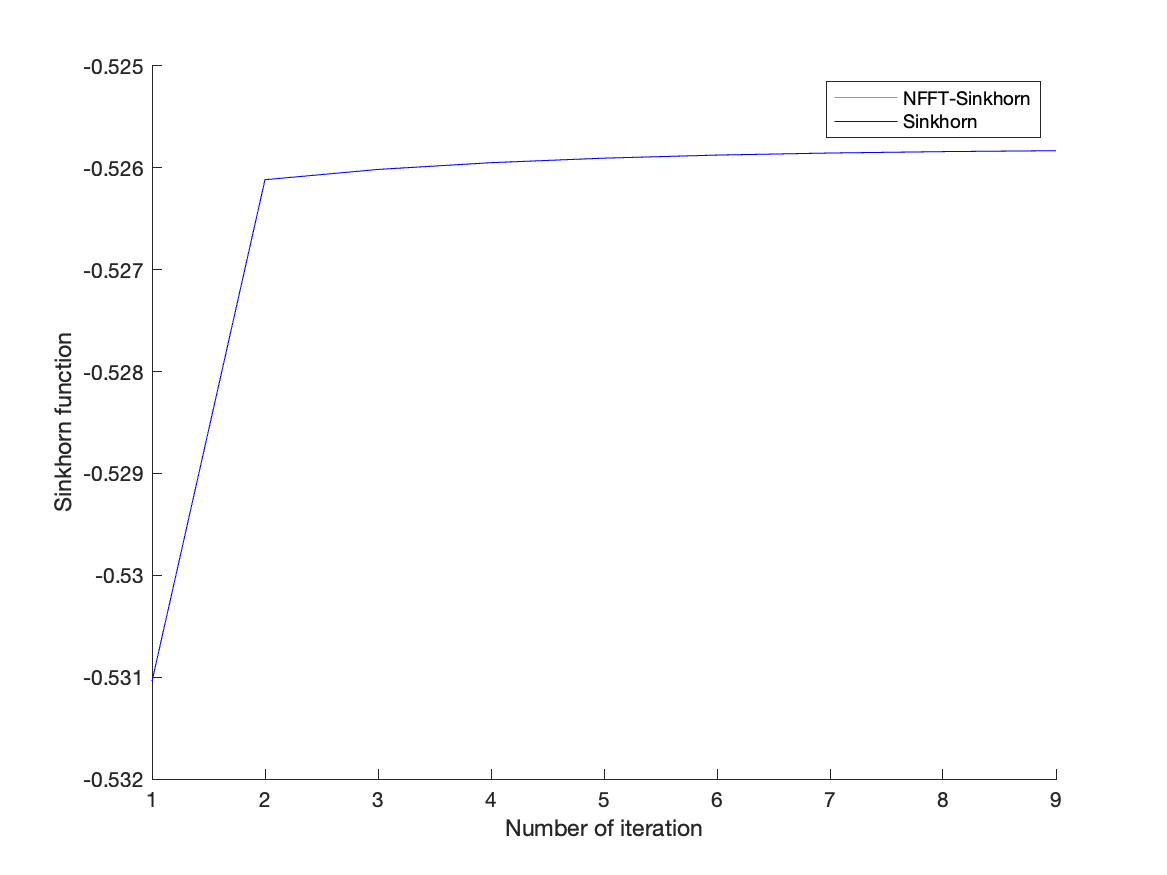 -0.525
NFFT-Sinkhorn
Sinkhorn
-0.526
-0.527
-0.528
-0.529
-0.53
-0.531
-0.532
Sinkhorn function
1 2 3 4 5 6 7 8 9
Number of iteration